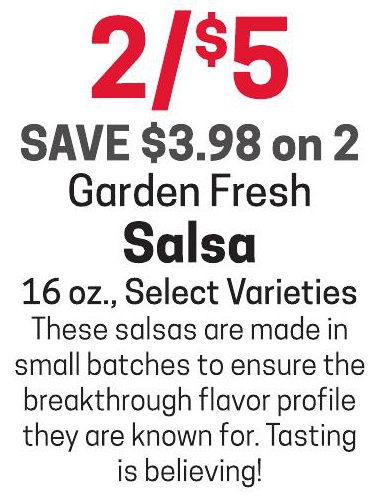 2/$5
SAVE $3.98 on 2
Garden Fresh
Salsa
16 oz., Select Varieties
These salsas are made in
small batches to ensure the
breakthrough flavor profile
they are known for. Tasting
is believing!